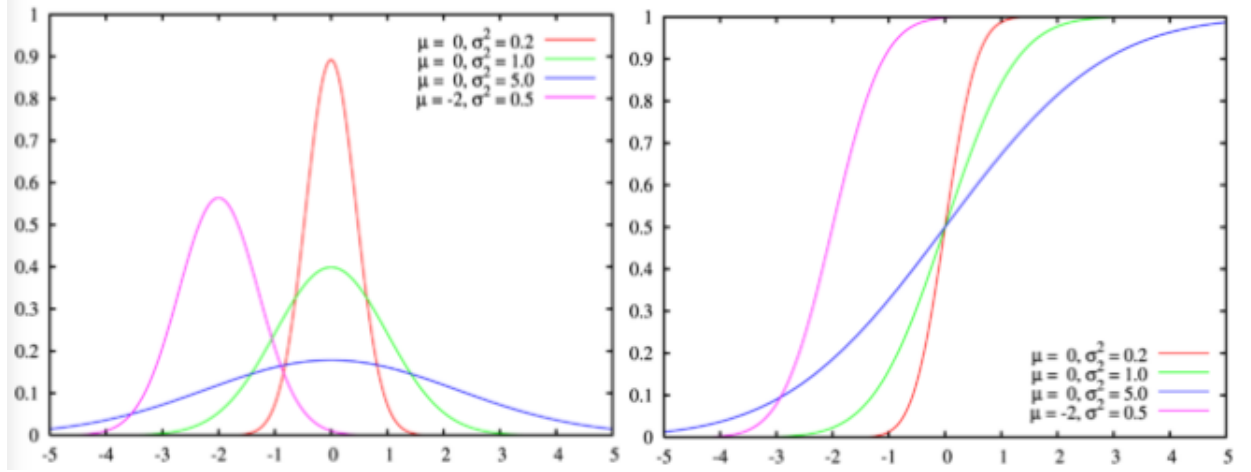 1
0.9
0.8
0.7
0.6
0.5
0.4
0.3
0.2
0.1
0
-5 -4 -3 -2 -1 0 1 2 3 4 5
μ = 0, σ² = 0.2
μ = 0, σ² = 1.0
μ = 0, σ² = 5.0
μ = -2, σ² = 0.5
1
0.9
0.8
0.7
0.6
0.5
0.4
0.3
0.2
0.1
0
-5 -4 -3 -2 -1 0 1 2 3 4 5
μ = 0, σ² = 0.2
μ = 0, σ² = 1.0
μ = 0, σ² = 5.0
μ = -2, σ² = 0.5